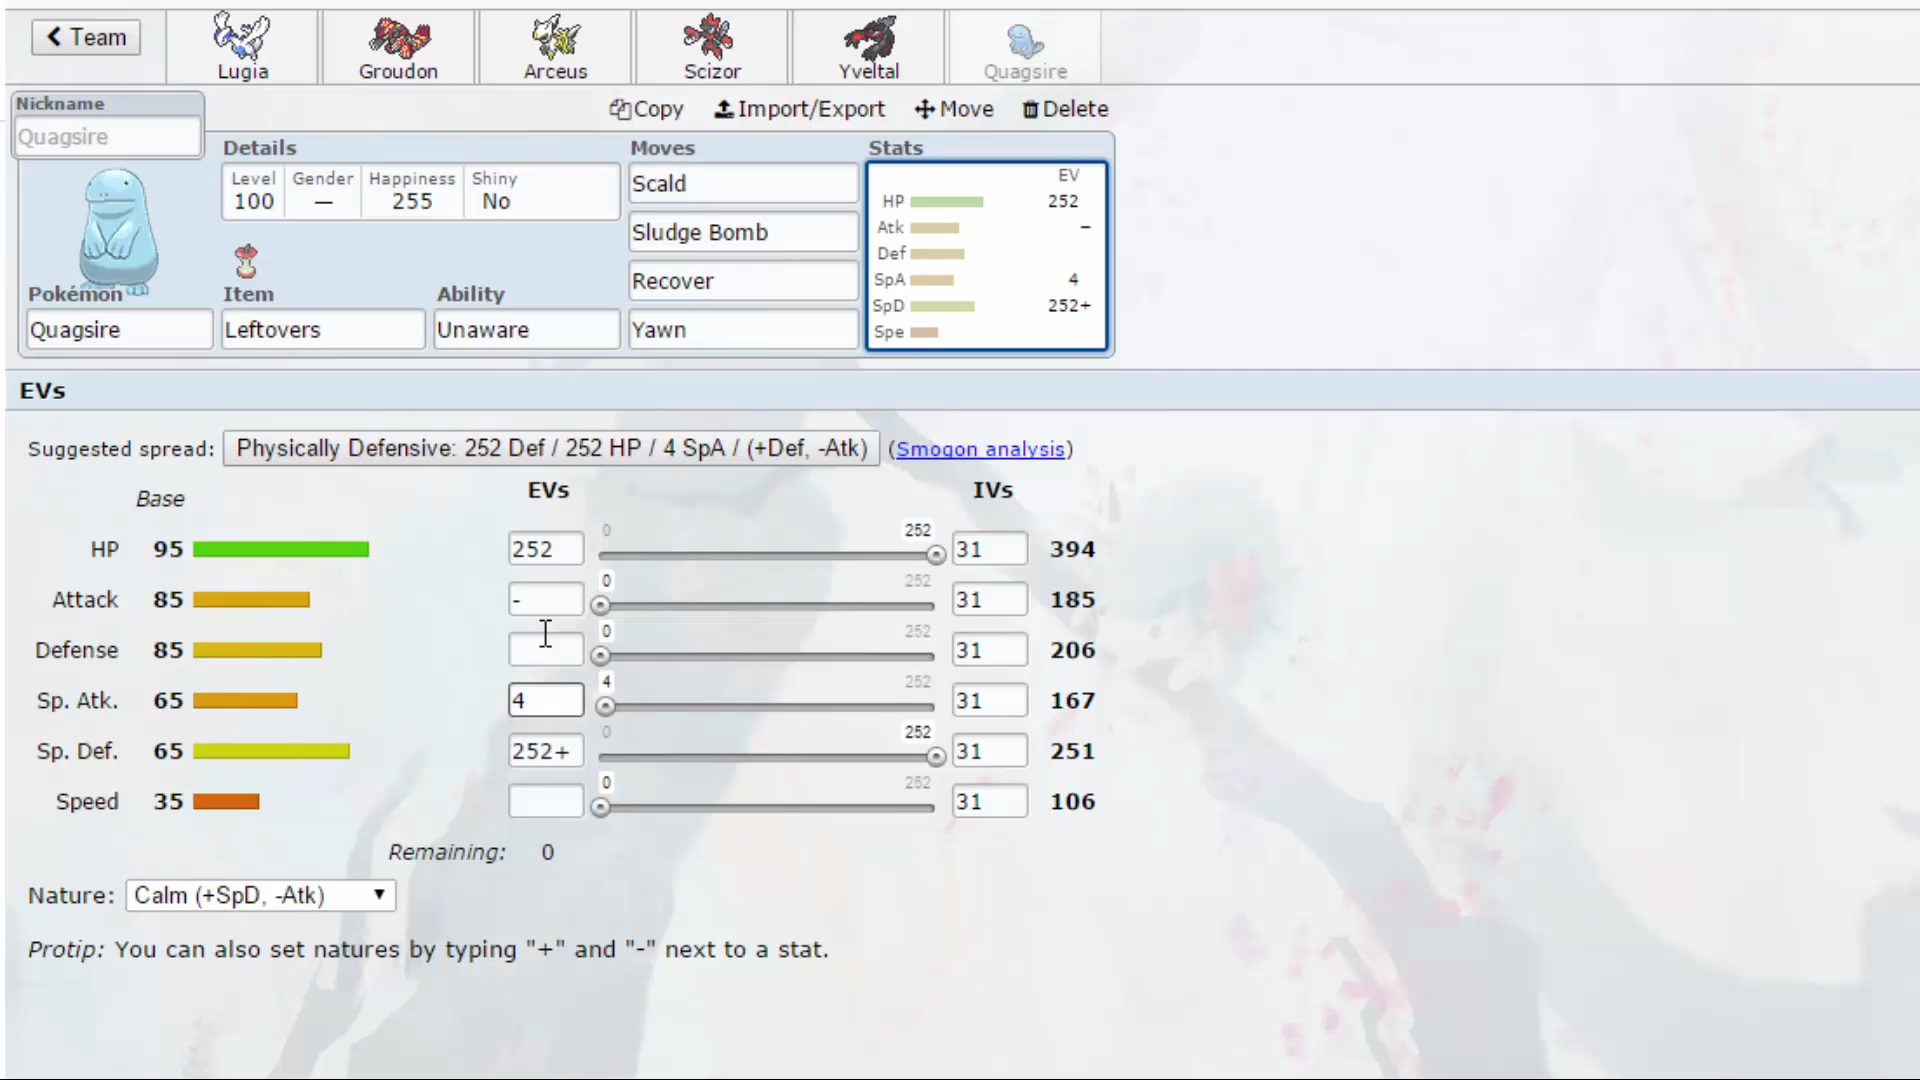 Team
Lugia
Groudon
Arceus
Scizor
Yveltal
Quagsire
Copy Import/Export Move Delete
Nickname
Quagsire
Details
Level Gender Happiness Shiny
100 — 255 No
Pokémon
Quagsire
Item
Leftovers
Ability
Unaware
Moves
Scald
Sludge Bomb
Recover
Yawn
Stats
EV
HP 252
Atk -
Def
SpA 4
SpD 252+
Spe
EVs
Suggested spread: Physically Defensive: 252 Def / 252 HP / 4 SpA / (+Def, -Atk) (Smogon analysis)
Base EVs IVs
HP 95 252 0 252 31 394
Attack 85 - 0 252 31 185
Defense 85 0 252 31 206
Sp. Atk. 65 4 4 252 31 167
Sp. Def. 65 252+ 0 252 31 251
Speed 35 0 252 31 106
Remaining: 0
Nature: Calm (+SpD, -Atk)
Protip: You can also set natures by typing "+" and "-" next to a stat.